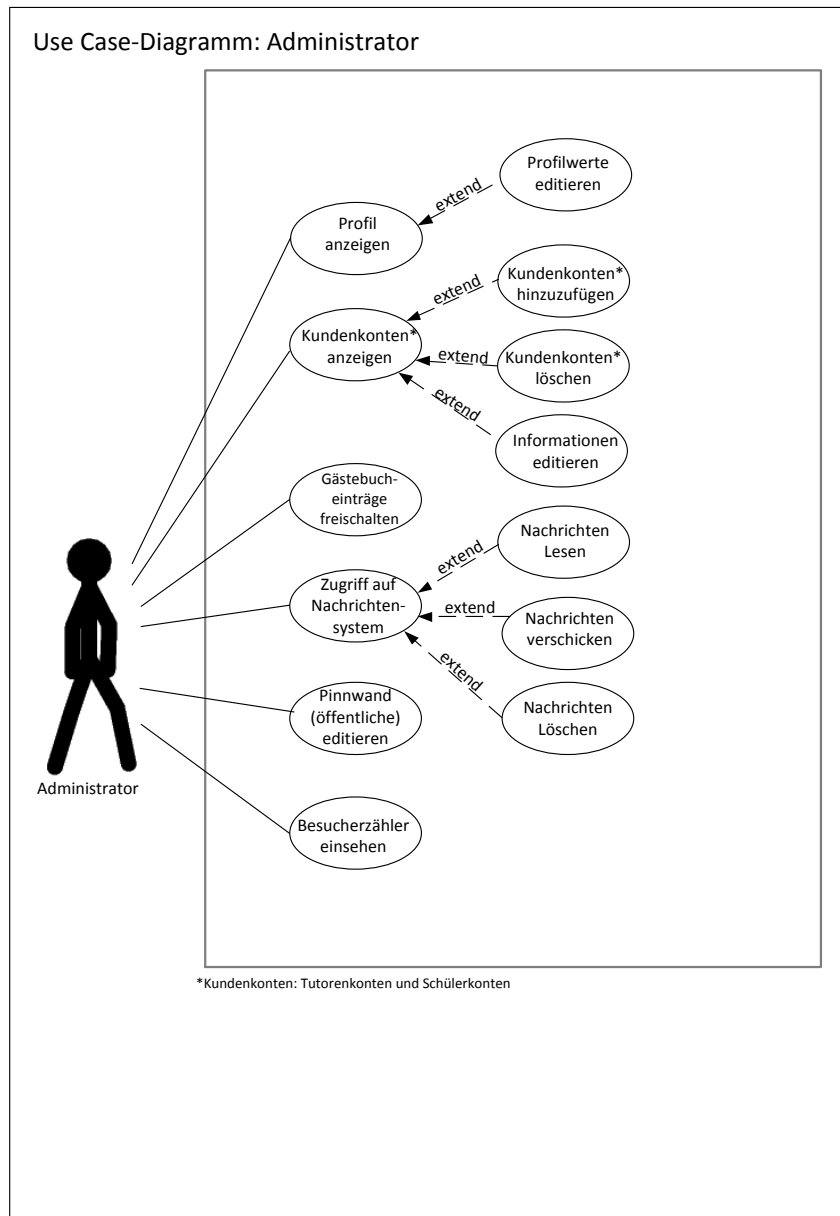 Use Case-Diagramm: Administrator
Profilwerte
editieren
extend
Profil
anzeigen
Kundenkonten*
hinzuzufügen
extend
Kundenkonten*
anzeigen
extend
Kundenkonten*
löschen
extend
Informationen
editieren
Gästebuch-
einträge
freischalten
Nachrichten
Lesen
extend
Zugriff auf
Nachrichten-
system
extend
Nachrichten
verschicken
extend
Nachrichten
Löschen
Pinnwand
(öffentliche)
editieren
Administrator
Besucherzähler
einsehen
*Kundenkonten: Tutorenkonten und Schülerkonten